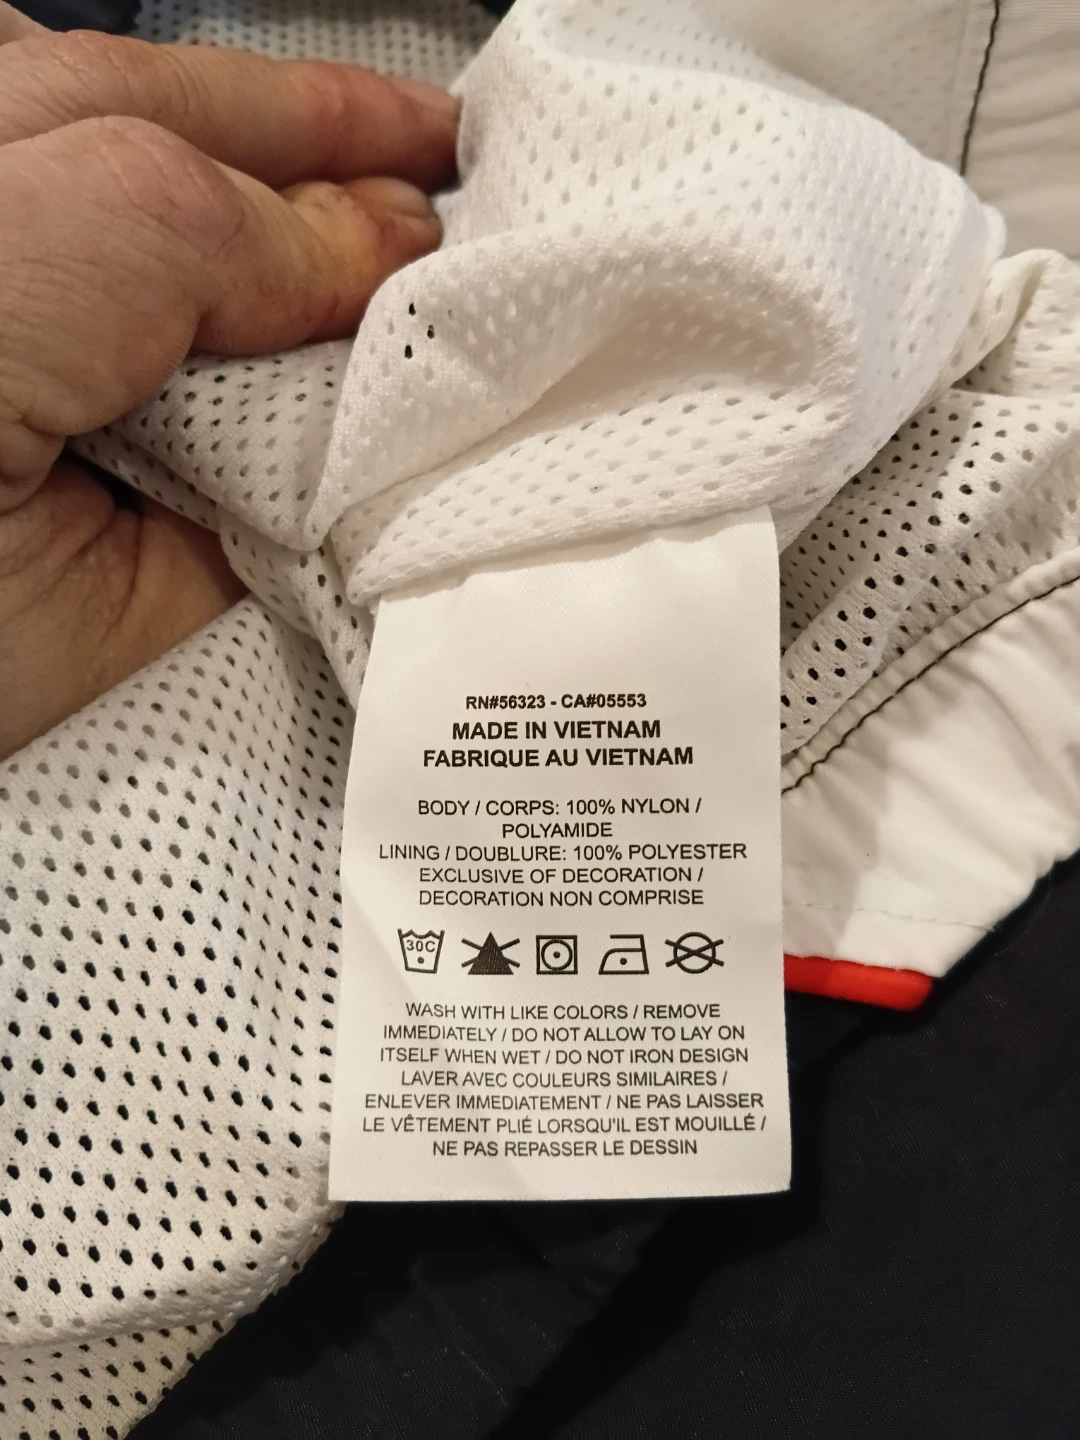 RN#56323 - CA#05553
MADE IN VIETNAM
FABRIQUE AU VIETNAM
BODY / CORPS: 100% NYLON /
POLYAMIDE
LINING / DOUBLURE: 100% POLYESTER
EXCLUSIVE OF DECORATION /
DECORATION NON COMPRISE
30C
WASH WITH LIKE COLORS / REMOVE
IMMEDIATELY / DO NOT ALLOW TO LAY ON
ITSELF WHEN WET / DO NOT IRON DESIGN
LAVER AVEC COULEURS SIMILAIRES /
ENLEVER IMMEDIATEMENT / NE PAS LAISSER
LE VÊTEMENT PLIÉ LORSQU'IL EST MOUILLÉ /
NE PAS REPASSER LE DESSIN